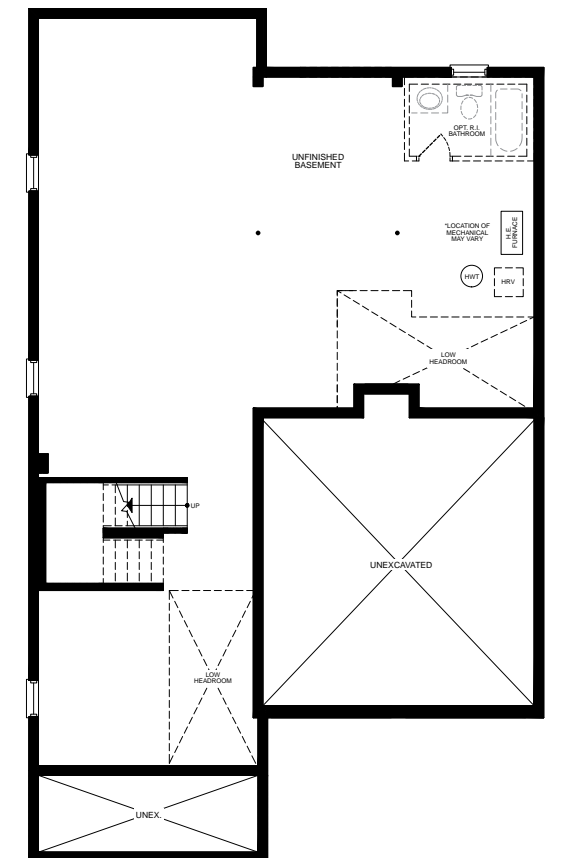 OPT. R.I.
BATHROOM
UNFINISHED
BASEMENT
*LOCATION OF
MECHANICAL
MAY VARY
H.E.
FURNACE
HWT
HRV
LOW
HEADROOM
UP
UNEXCAVATED
LOW
HEADROOM
UNEX.